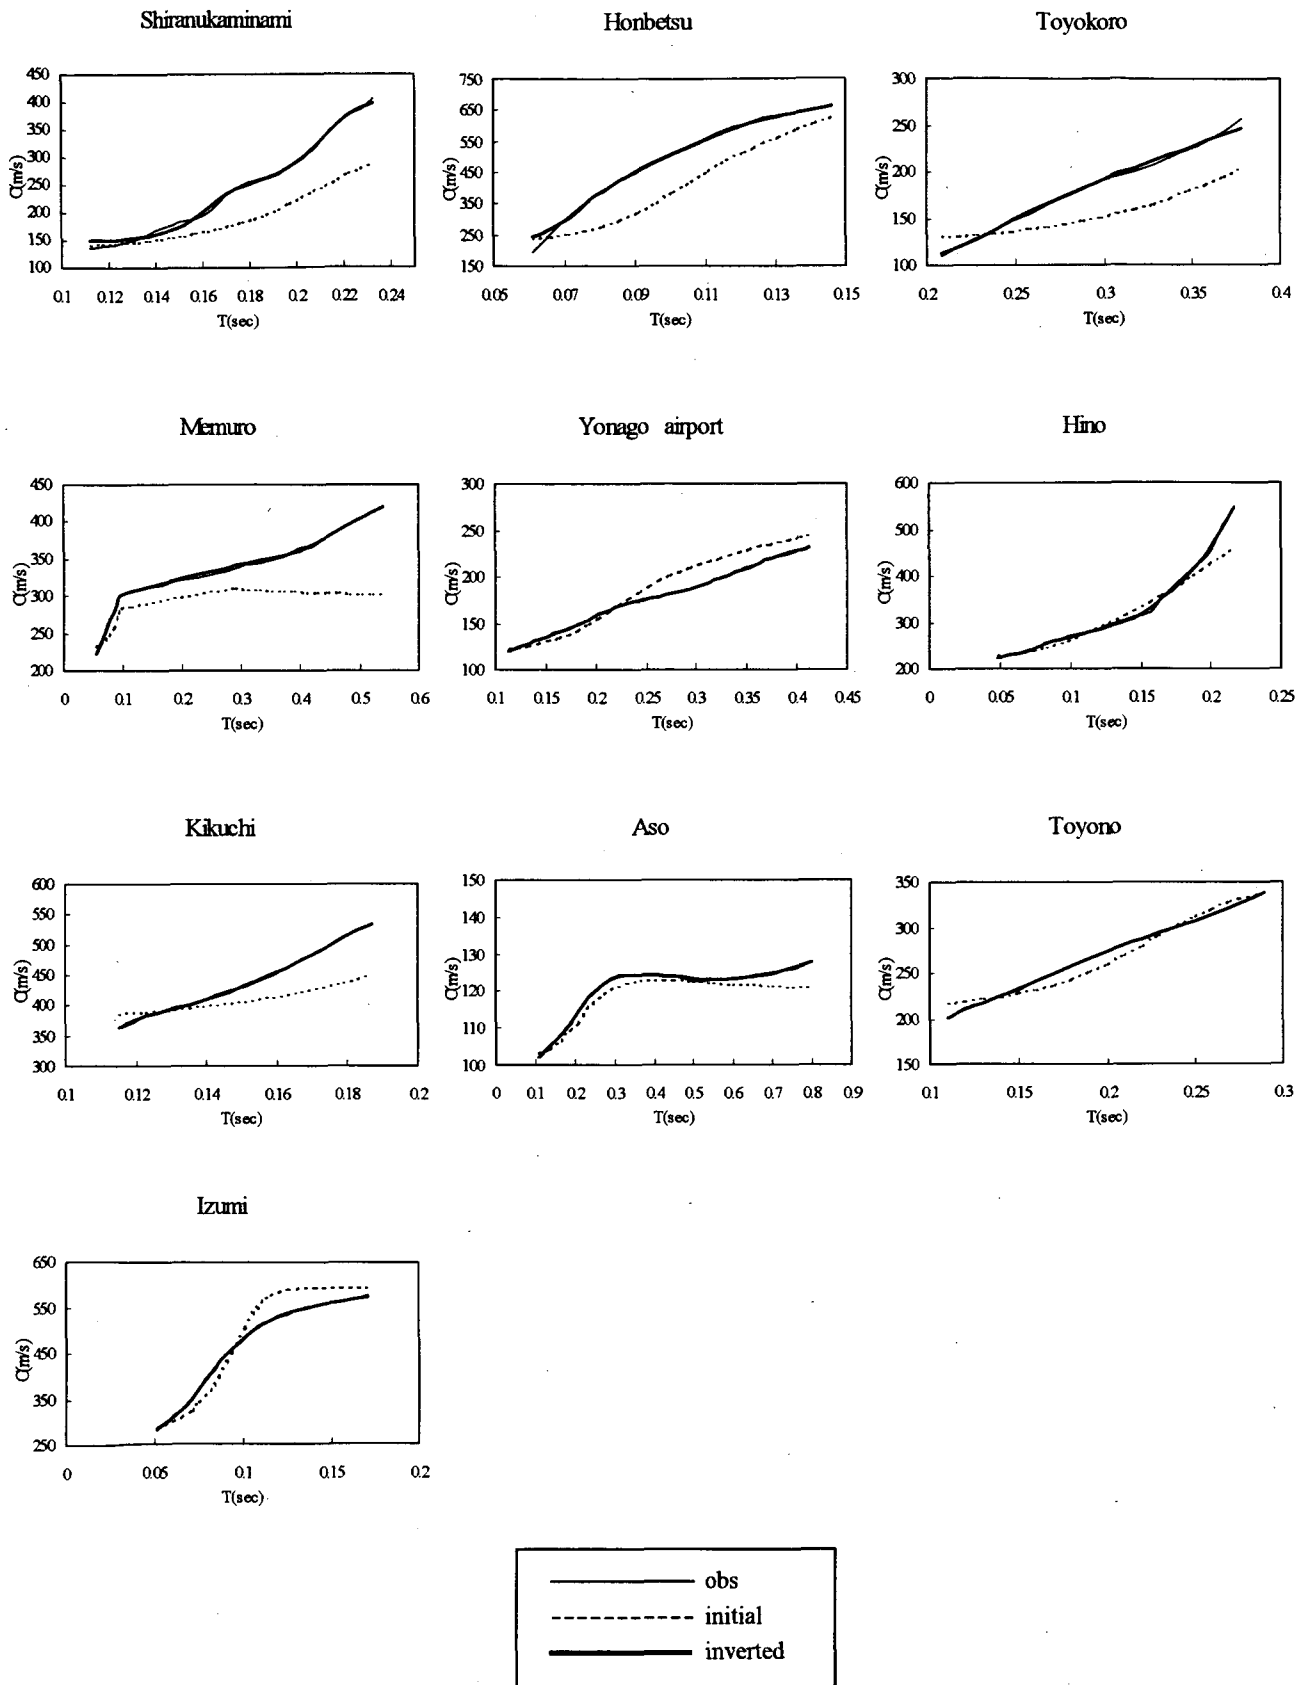 Shiranukaminami
Honbetsu
Toyokoro
450
400
350
300
250
200
150
100
C(m/s)
0.1 0.12 0.14 0.16 0.18 0.2 0.22 0.24
T(sec)
750
650
550
450
350
250
150
C(m/s)
0.05 0.07 0.09 0.11 0.13 0.15
T(sec)
300
250
200
150
100
C(m/s)
0.2 0.25 0.3 0.35 0.4
T(sec)
Memuro
Yonago airport
Hino
450
400
350
300
250
200
C(m/s)
0 0.1 0.2 0.3 0.4 0.5 0.6
T(sec)
300
250
200
150
100
C(m/s)
0.1 0.15 0.2 0.25 0.3 0.35 0.4 0.45
T(sec)
600
500
400
300
200
C(m/s)
0 0.05 0.1 0.15 0.2 0.25
T(sec)
Kikuchi
Aso
Toyono
600
550
500
450
400
350
300
C(m/s)
0.1 0.12 0.14 0.16 0.18 0.2
T(sec)
150
140
130
120
110
100
C(m/s)
0 0.1 0.2 0.3 0.4 0.5 0.6 0.7 0.8 0.9
T(sec)
350
300
250
200
150
C(m/s)
0.1 0.15 0.2 0.25 0.3
T(sec)
Izumi
650
550
450
350
250
C(m/s)
0 0.05 0.1 0.15 0.2
T(sec)
obs
initial
inverted